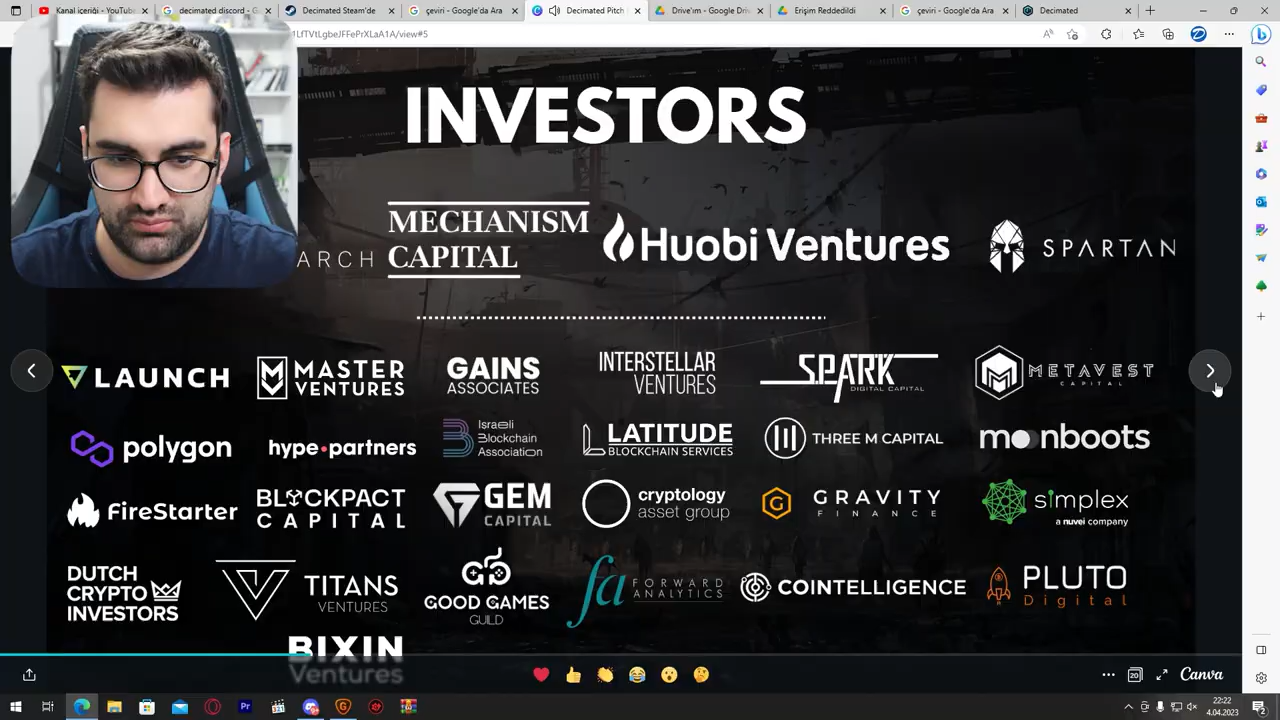 Kanal içeriği - YouTube
decimated discord - Google
Decimated Steam'de
çeviri - Google'da Ara
Decimated Pitch
Drive'ım - Google Driv
Erişim Reddedildi
çeviri - Google'da Ara
Decimated
1LfTVtLgbeJFFePrXLaA1A/view#5
INVESTORS
ARCH
MECHANISM
CAPITAL
Huobi Ventures
SPARTAN
LAUNCH
MASTER
VENTURES
GAINS
ASSOCIATES
INTERSTELLAR
VENTURES
SPARK
DIGITAL CAPITAL
METAVEST
CAPITAL
polygon
hype•partners
Israeli
Blockchain
Association
LATITUDE
BLOCKCHAIN SERVICES
THREE M CAPITAL
moonboots
FIRESTARTER
BLOCKPACT
CAPITAL
GEM
CAPITAL
cryptology
asset group
GRAVITY
FINANCE
simplex
a nuvei company
DUTCH
CRYPTO
INVESTORS
TITANS
VENTURES
GOOD GAMES
GUILD
fa FORWARD
ANALYTICS
COINTELLIGENCE
PLUTO
Digital
BIXIN
Ventures
Canva
22:22
4.04.2023